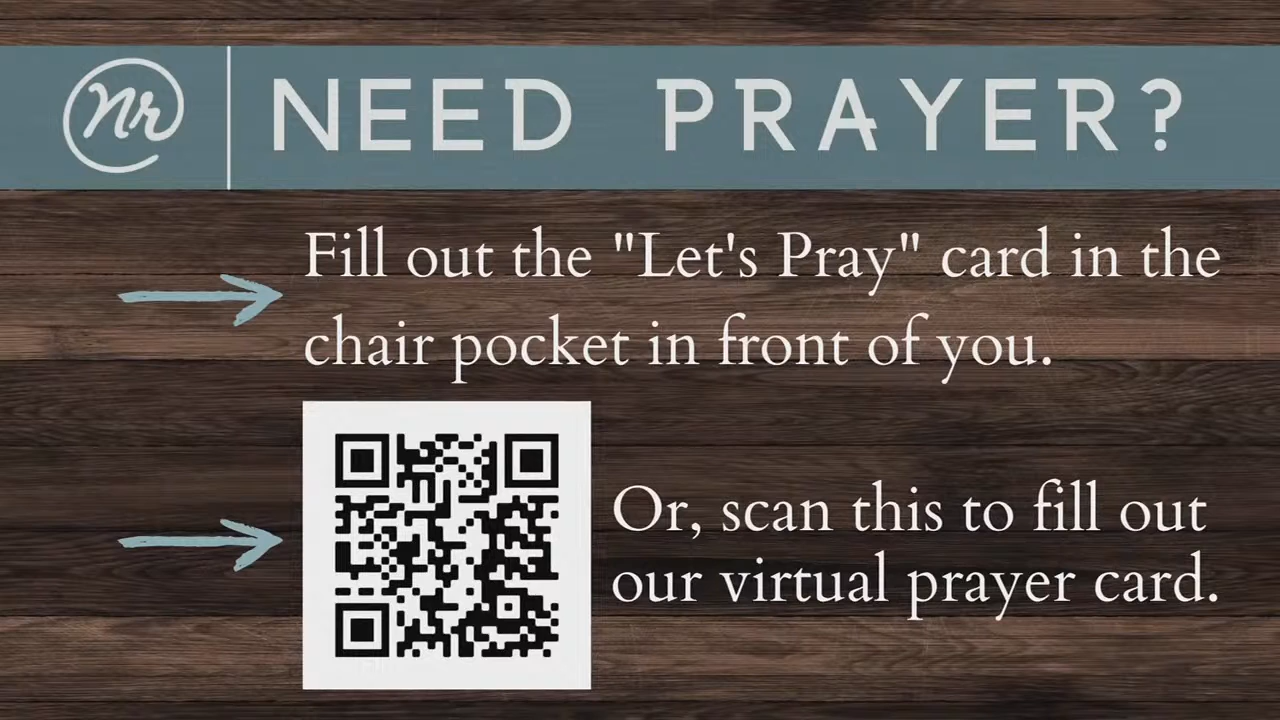 nr
NEED PRAYER?
Fill out the "Let's Pray" card in the
chair pocket in front of you.
Or, scan this to fill out
our virtual prayer card.